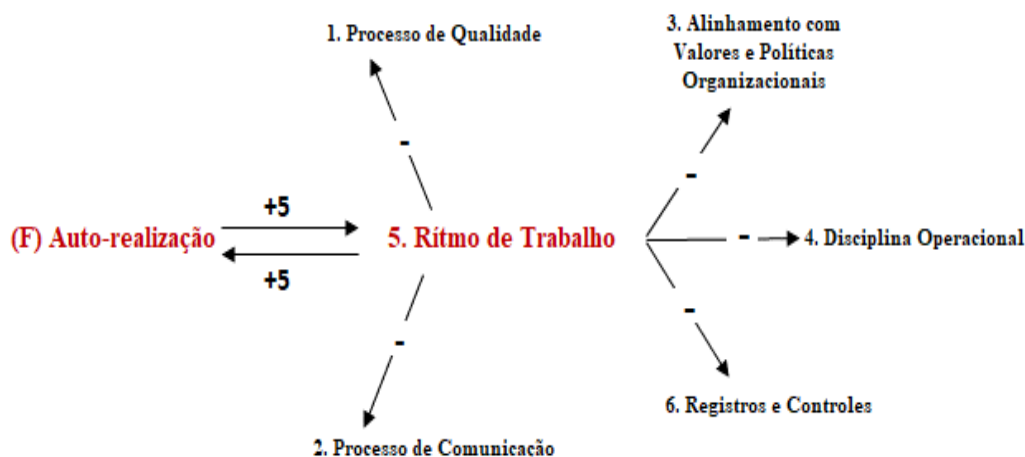 1. Processo de Qualidade
3. Alinhamento com
Valores e Políticas
Organizacionais
-
-
+5
(F) Auto-realização
5. Rítmo de Trabalho
-
4. Disciplina Operacional
+5
-
-
6. Registros e Controles
2. Processo de Comunicação